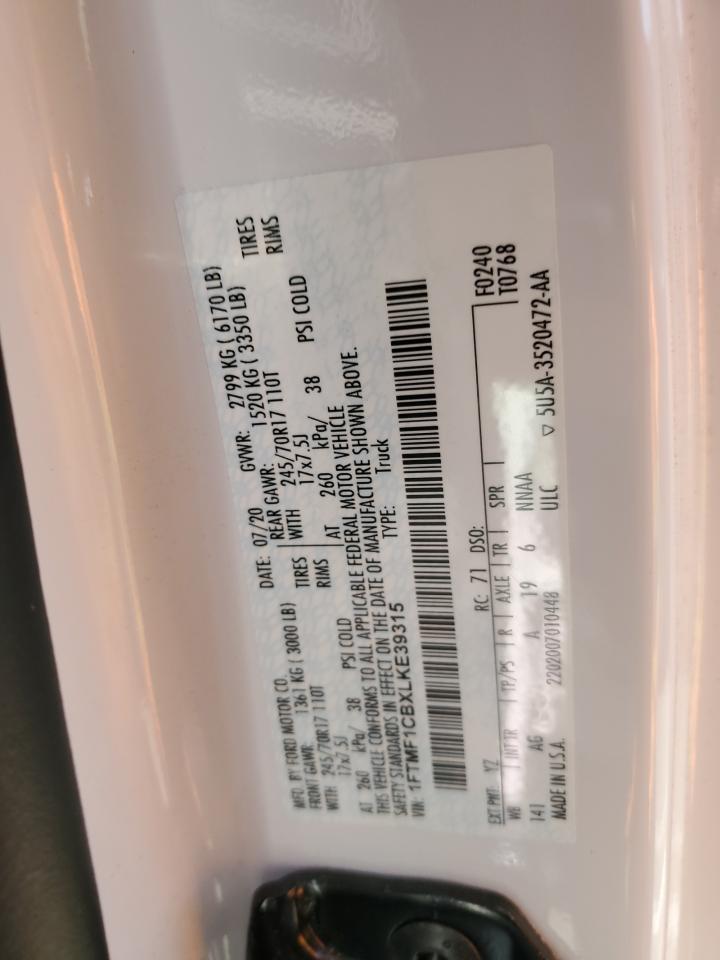 MFD. BY FORD MOTOR CO. DATE: 07/20 GVWR: 2799 KG ( 6170 LB)
FRONT GAWR: 1361 KG ( 3000 LB) REAR GAWR: 1520 KG ( 3350 LB)
WITH 245/70R17 110T TIRES WITH 245/70R17 110T TIRES
17x7.5J RIMS 17x7.5J RIMS
AT 260 kPa/ 38 PSI COLD AT 260 kPa/ 38 PSI COLD
THIS VEHICLE CONFORMS TO ALL APPLICABLE FEDERAL MOTOR VEHICLE
SAFETY STANDARDS IN EFFECT ON THE DATE OF MANUFACTURE SHOWN ABOVE.
VIN: 1FTMF1CBXLKE39315 TYPE: Truck
F0240
EXT PNT: YZ RC: 71 DSO: T0768
WB INT TR TP/PS R AXLE TR SPR
141 AG A 19 6 NNAA
MADE IN U.S.A. 2202007010448 ULC ▽ 5U5A-3520472-AA